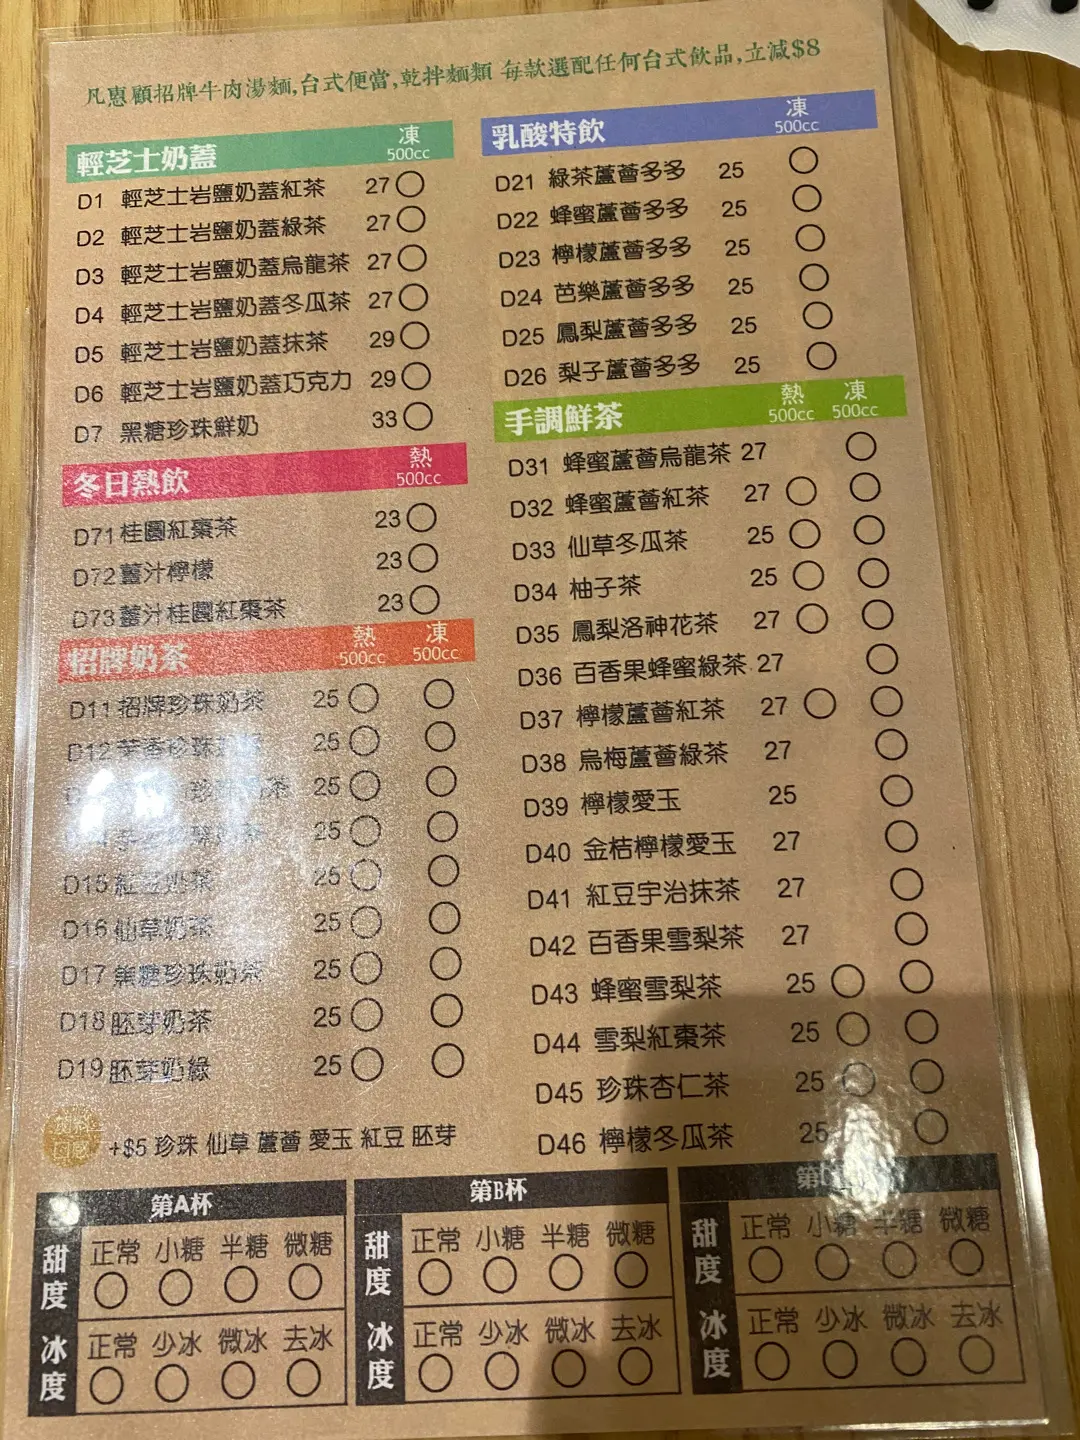 凡惠顧招牌牛肉湯麵,台式便當,乾拌麵類 每款選配任何台式飲品,立減$8
輕芝士奶蓋 凍 500cc
D1 輕芝士岩鹽奶蓋紅茶 27
D2 輕芝士岩鹽奶蓋綠茶 27
D3 輕芝士岩鹽奶蓋烏龍茶 27
D4 輕芝士岩鹽奶蓋冬瓜茶 27
D5 輕芝士岩鹽奶蓋抹茶 29
D6 輕芝士岩鹽奶蓋巧克力 29
D7 黑糖珍珠鮮奶 33
冬日熱飲 熱 500cc
D71 桂圓紅棗茶 23
D72 薑汁檸檬 23
D73 薑汁桂圓紅棗茶 23
招牌奶茶 熱 500cc 凍 500cc
D11 招牌珍珠奶茶 25
D12 珍珠 25
珍珠奶茶 25
奶茶 25
D15 紅豆奶茶 25
D16 仙草奶茶 25
D17 焦糖珍珠奶茶 25
D18 胚芽奶茶 25
D19 胚芽奶綠 25
+$5 珍珠 仙草 蘆薈 愛玉 紅豆 胚芽
乳酸特飲 凍 500cc
D21 綠茶蘆薈多多 25
D22 蜂蜜蘆薈多多 25
D23 檸檬蘆薈多多 25
D24 芭樂蘆薈多多 25
D25 鳳梨蘆薈多多 25
D26 梨子蘆薈多多 25
手調鮮茶 熱 500cc 凍 500cc
D31 蜂蜜蘆薈烏龍茶 27
D32 蜂蜜蘆薈紅茶 27
D33 仙草冬瓜茶 25
D34 柚子茶 25
D35 鳳梨洛神花茶 27
D36 百香果蜂蜜綠茶 27
D37 檸檬蘆薈紅茶 27
D38 烏梅蘆薈綠茶 27
D39 檸檬愛玉 25
D40 金桔檸檬愛玉 27
D41 紅豆宇治抹茶 27
D42 百香果雪梨茶 27
D43 蜂蜜雪梨茶 25
D44 雪梨紅棗茶 25
D45 珍珠杏仁茶 25
D46 檸檬冬瓜茶 25
第A杯
甜度 正常 小糖 半糖 微糖
冰度 正常 少冰 微冰 去冰
第B杯
甜度 正常 小糖 半糖 微糖
冰度 正常 少冰 微冰 去冰
第
甜度 正常 小糖 半糖 微糖
冰度 正常 少冰 微冰 去冰